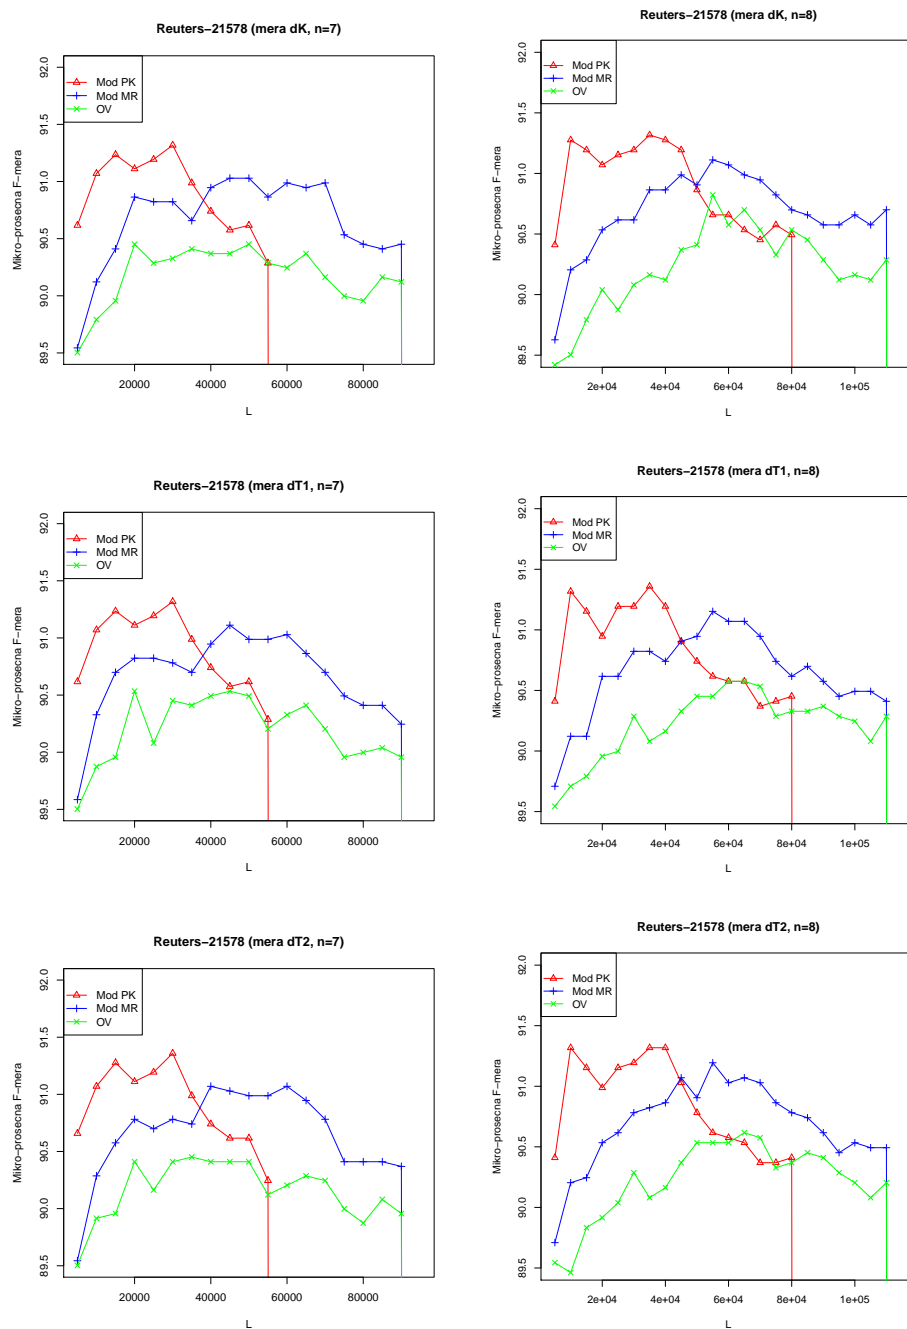 Reuters−21578 (mera dK, n=7)
Mod PK
Mod MR
OV
Mikro−prosecna F−mera
89.5 90.0 90.5 91.0 91.5 92.0
20000 40000 60000 80000
L
Reuters−21578 (mera dK, n=8)
Mod PK
Mod MR
OV
Mikro−prosecna F−mera
89.5 90.0 90.5 91.0 91.5 92.0
2e+04 4e+04 6e+04 8e+04 1e+05
L
Reuters−21578 (mera dT1, n=7)
Mod PK
Mod MR
OV
Mikro−prosecna F−mera
89.5 90.0 90.5 91.0 91.5 92.0
20000 40000 60000 80000
L
Reuters−21578 (mera dT1, n=8)
Mod PK
Mod MR
OV
Mikro−prosecna F−mera
89.5 90.0 90.5 91.0 91.5 92.0
2e+04 4e+04 6e+04 8e+04 1e+05
L
Reuters−21578 (mera dT2, n=7)
Mod PK
Mod MR
OV
Mikro−prosecna F−mera
89.5 90.0 90.5 91.0 91.5 92.0
20000 40000 60000 80000
L
Reuters−21578 (mera dT2, n=8)
Mod PK
Mod MR
OV
Mikro−prosecna F−mera
89.5 90.0 90.5 91.0 91.5 92.0
2e+04 4e+04 6e+04 8e+04 1e+05
L